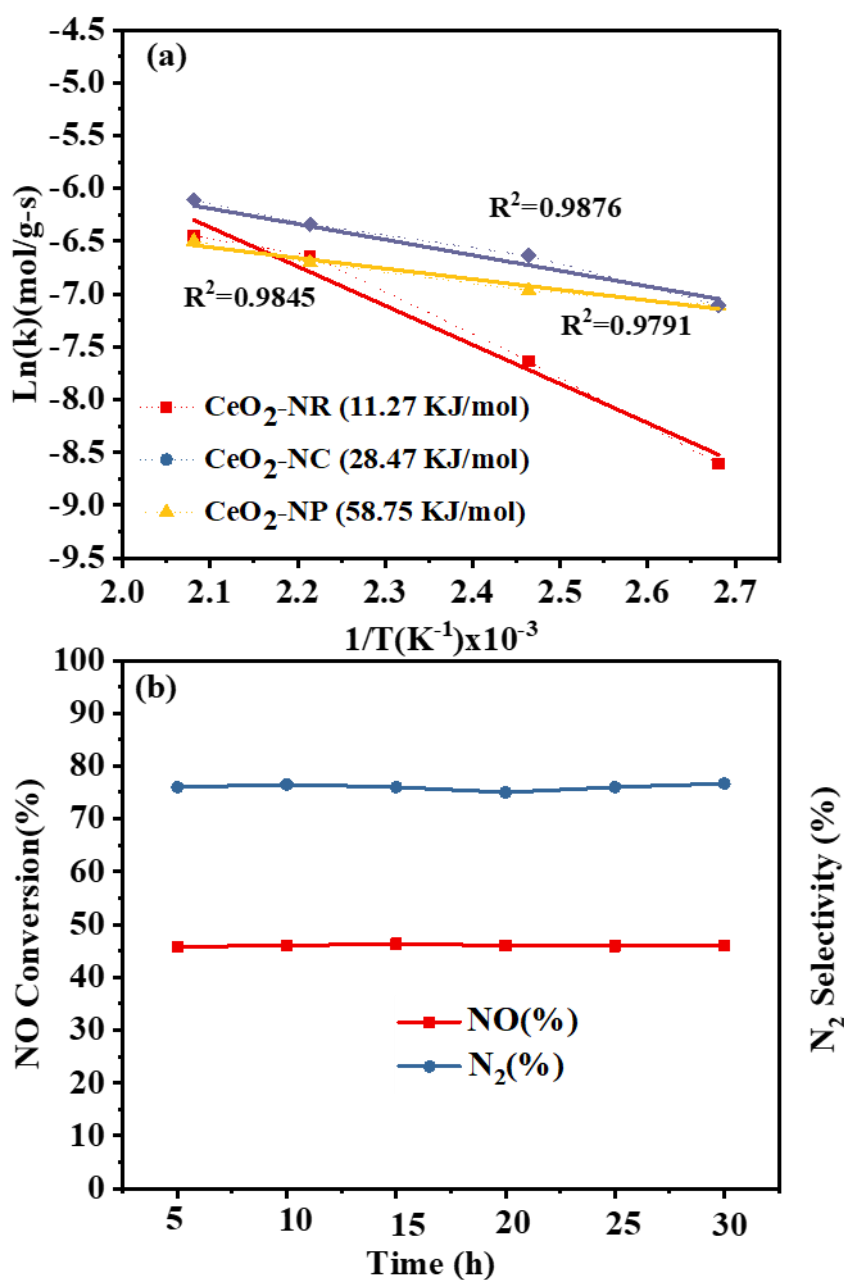 (a)
Ln(k)(mol/g-s)
-4.5
-5.0
-5.5
-6.0
-6.5
-7.0
-7.5
-8.0
-8.5
-9.0
-9.5
R²=0.9876
R²=0.9845
R²=0.9791
CeO₂-NR (11.27 KJ/mol)
CeO₂-NC (28.47 KJ/mol)
CeO₂-NP (58.75 KJ/mol)
2.0 2.1 2.2 2.3 2.4 2.5 2.6 2.7
1/T(K⁻¹)x10⁻³
(b)
NO Conversion(%)
100
90
80
70
60
50
40
30
20
10
0
NO(%)
N₂(%)
5 10 15 20 25 30
Time (h)
N₂ Selectivity (%)